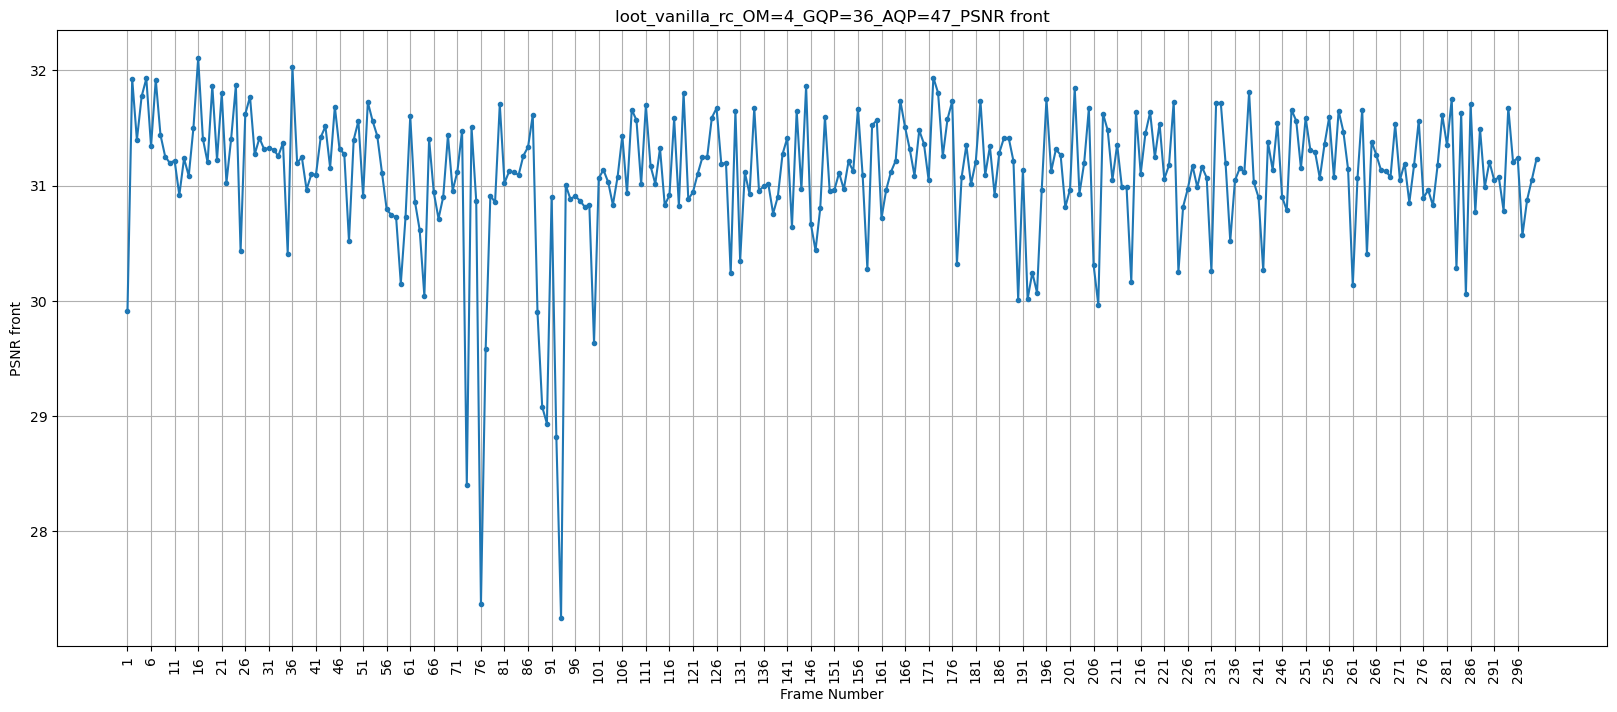 loot_vanilla_rc_OM=4_GQP=36_AQP=47_PSNR front
PSNR front
32
31
30
29
28
1 6 11 16 21 26 31 36 41 46 51 56 61 66 71 76 81 86 91 96 101 106 111 116 121 126 131 136 141 146 151 156 161 166 171 176 181 186 191 196 201 206 211 216 221 226 231 236 241 246 251 256 261 266 271 276 281 286 291 296
Frame Number